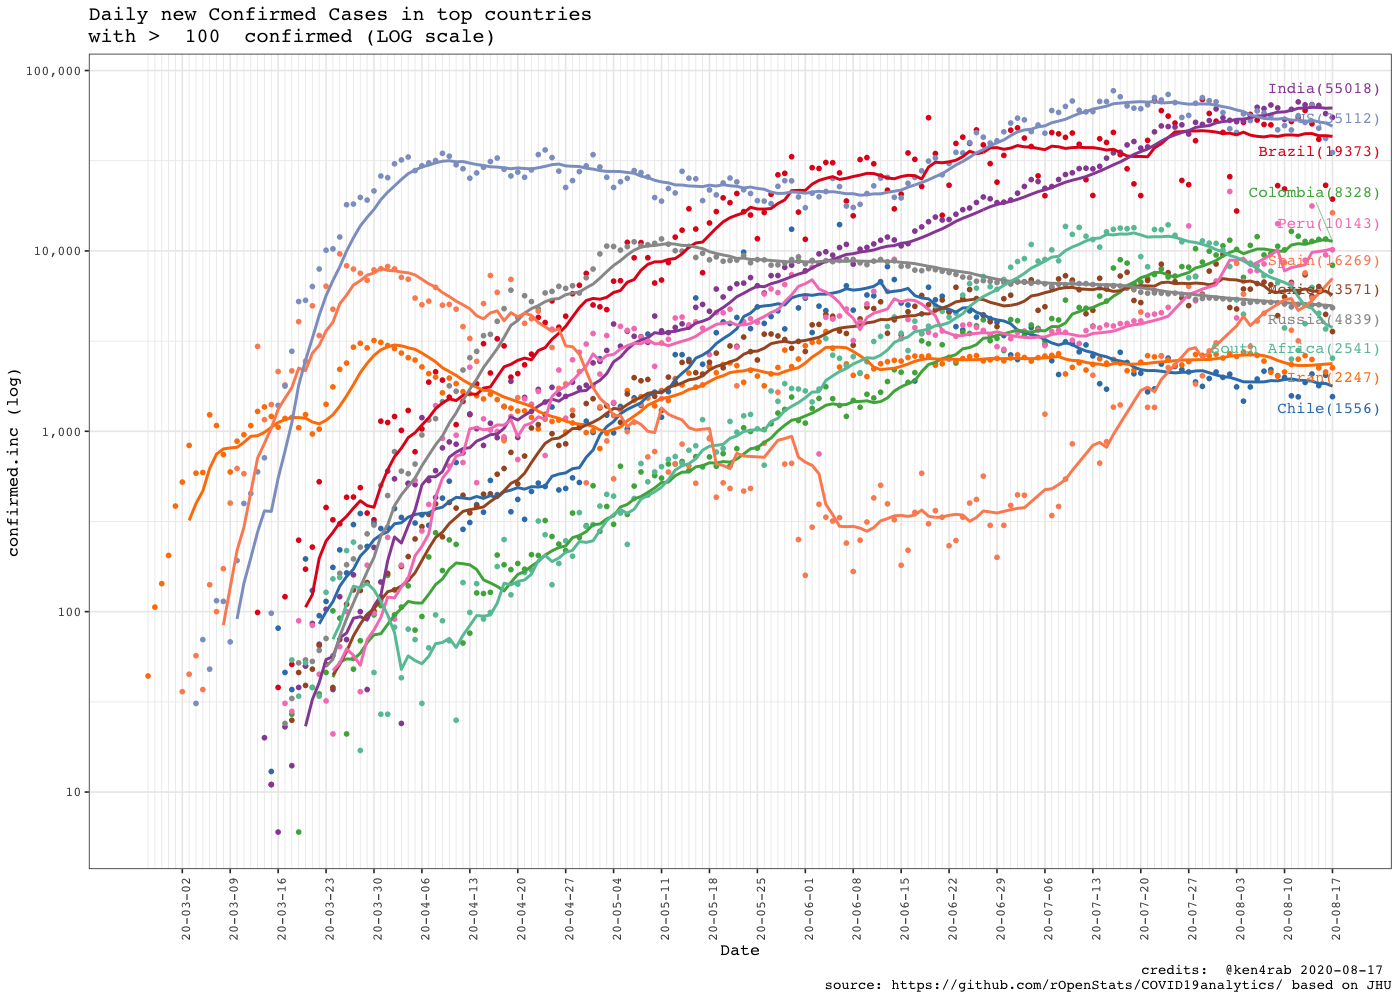 Daily new Confirmed Cases in top countries
with >  100  confirmed (LOG scale)
100,000
10,000
1,000
100
10
confirmed.inc (log)
India(55018)
Brazil(19373)
Colombia(8328)
Peru(10143)
Spain(16269)
Mexico(3571)
Russia(4839)
South Africa(2541)
Iran(2247)
Chile(1556)
20-03-02
20-03-09
20-03-16
20-03-23
20-03-30
20-04-06
20-04-13
20-04-20
20-04-27
20-05-04
20-05-11
20-05-18
20-05-25
20-06-01
20-06-08
20-06-15
20-06-22
20-06-29
20-07-06
20-07-13
20-07-20
20-07-27
20-08-03
20-08-10
20-08-17
Date
credits:  @ken4rab 2020-08-17
source: https://github.com/rOpenStats/COVID19analytics/ based on JHU